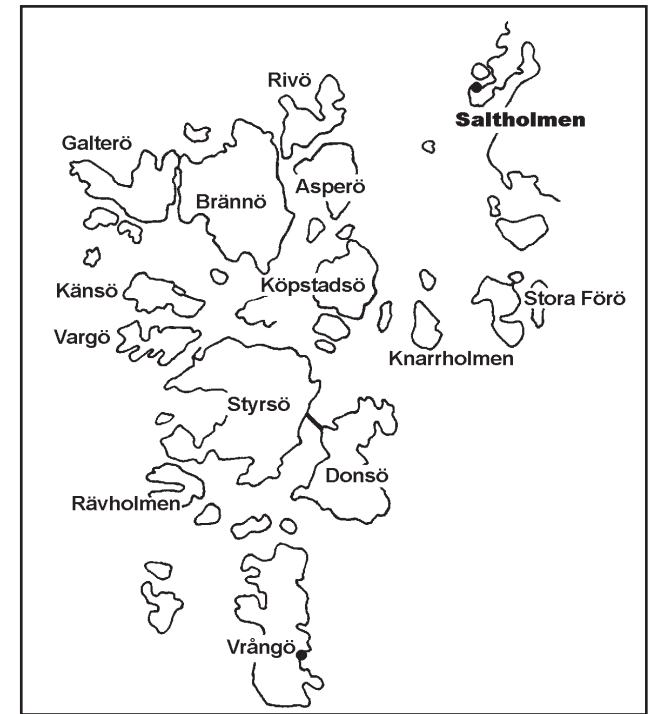 Rivö
Saltholmen
Galterö
Asperö
Brännö
Köpstadsö
Känsö
Stora Förö
Vargö
Knarrholmen
Styrsö
Donsö
Rävholmen
Vrångö